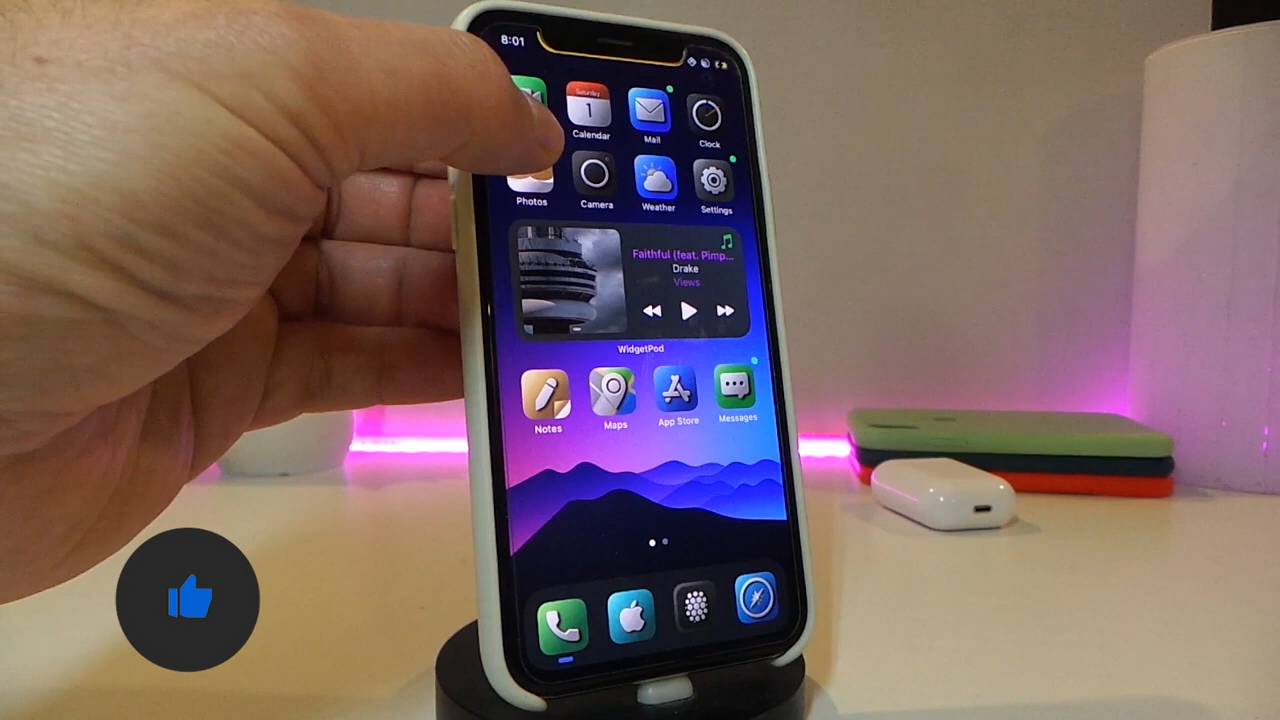 8:01
Saturday
1
Calendar
Mail
Clock
Photos
Camera
Weather
Settings
Faithful (feat. Pimp...
Drake
Views
WidgetPod
Notes
Maps
App Store
Messages